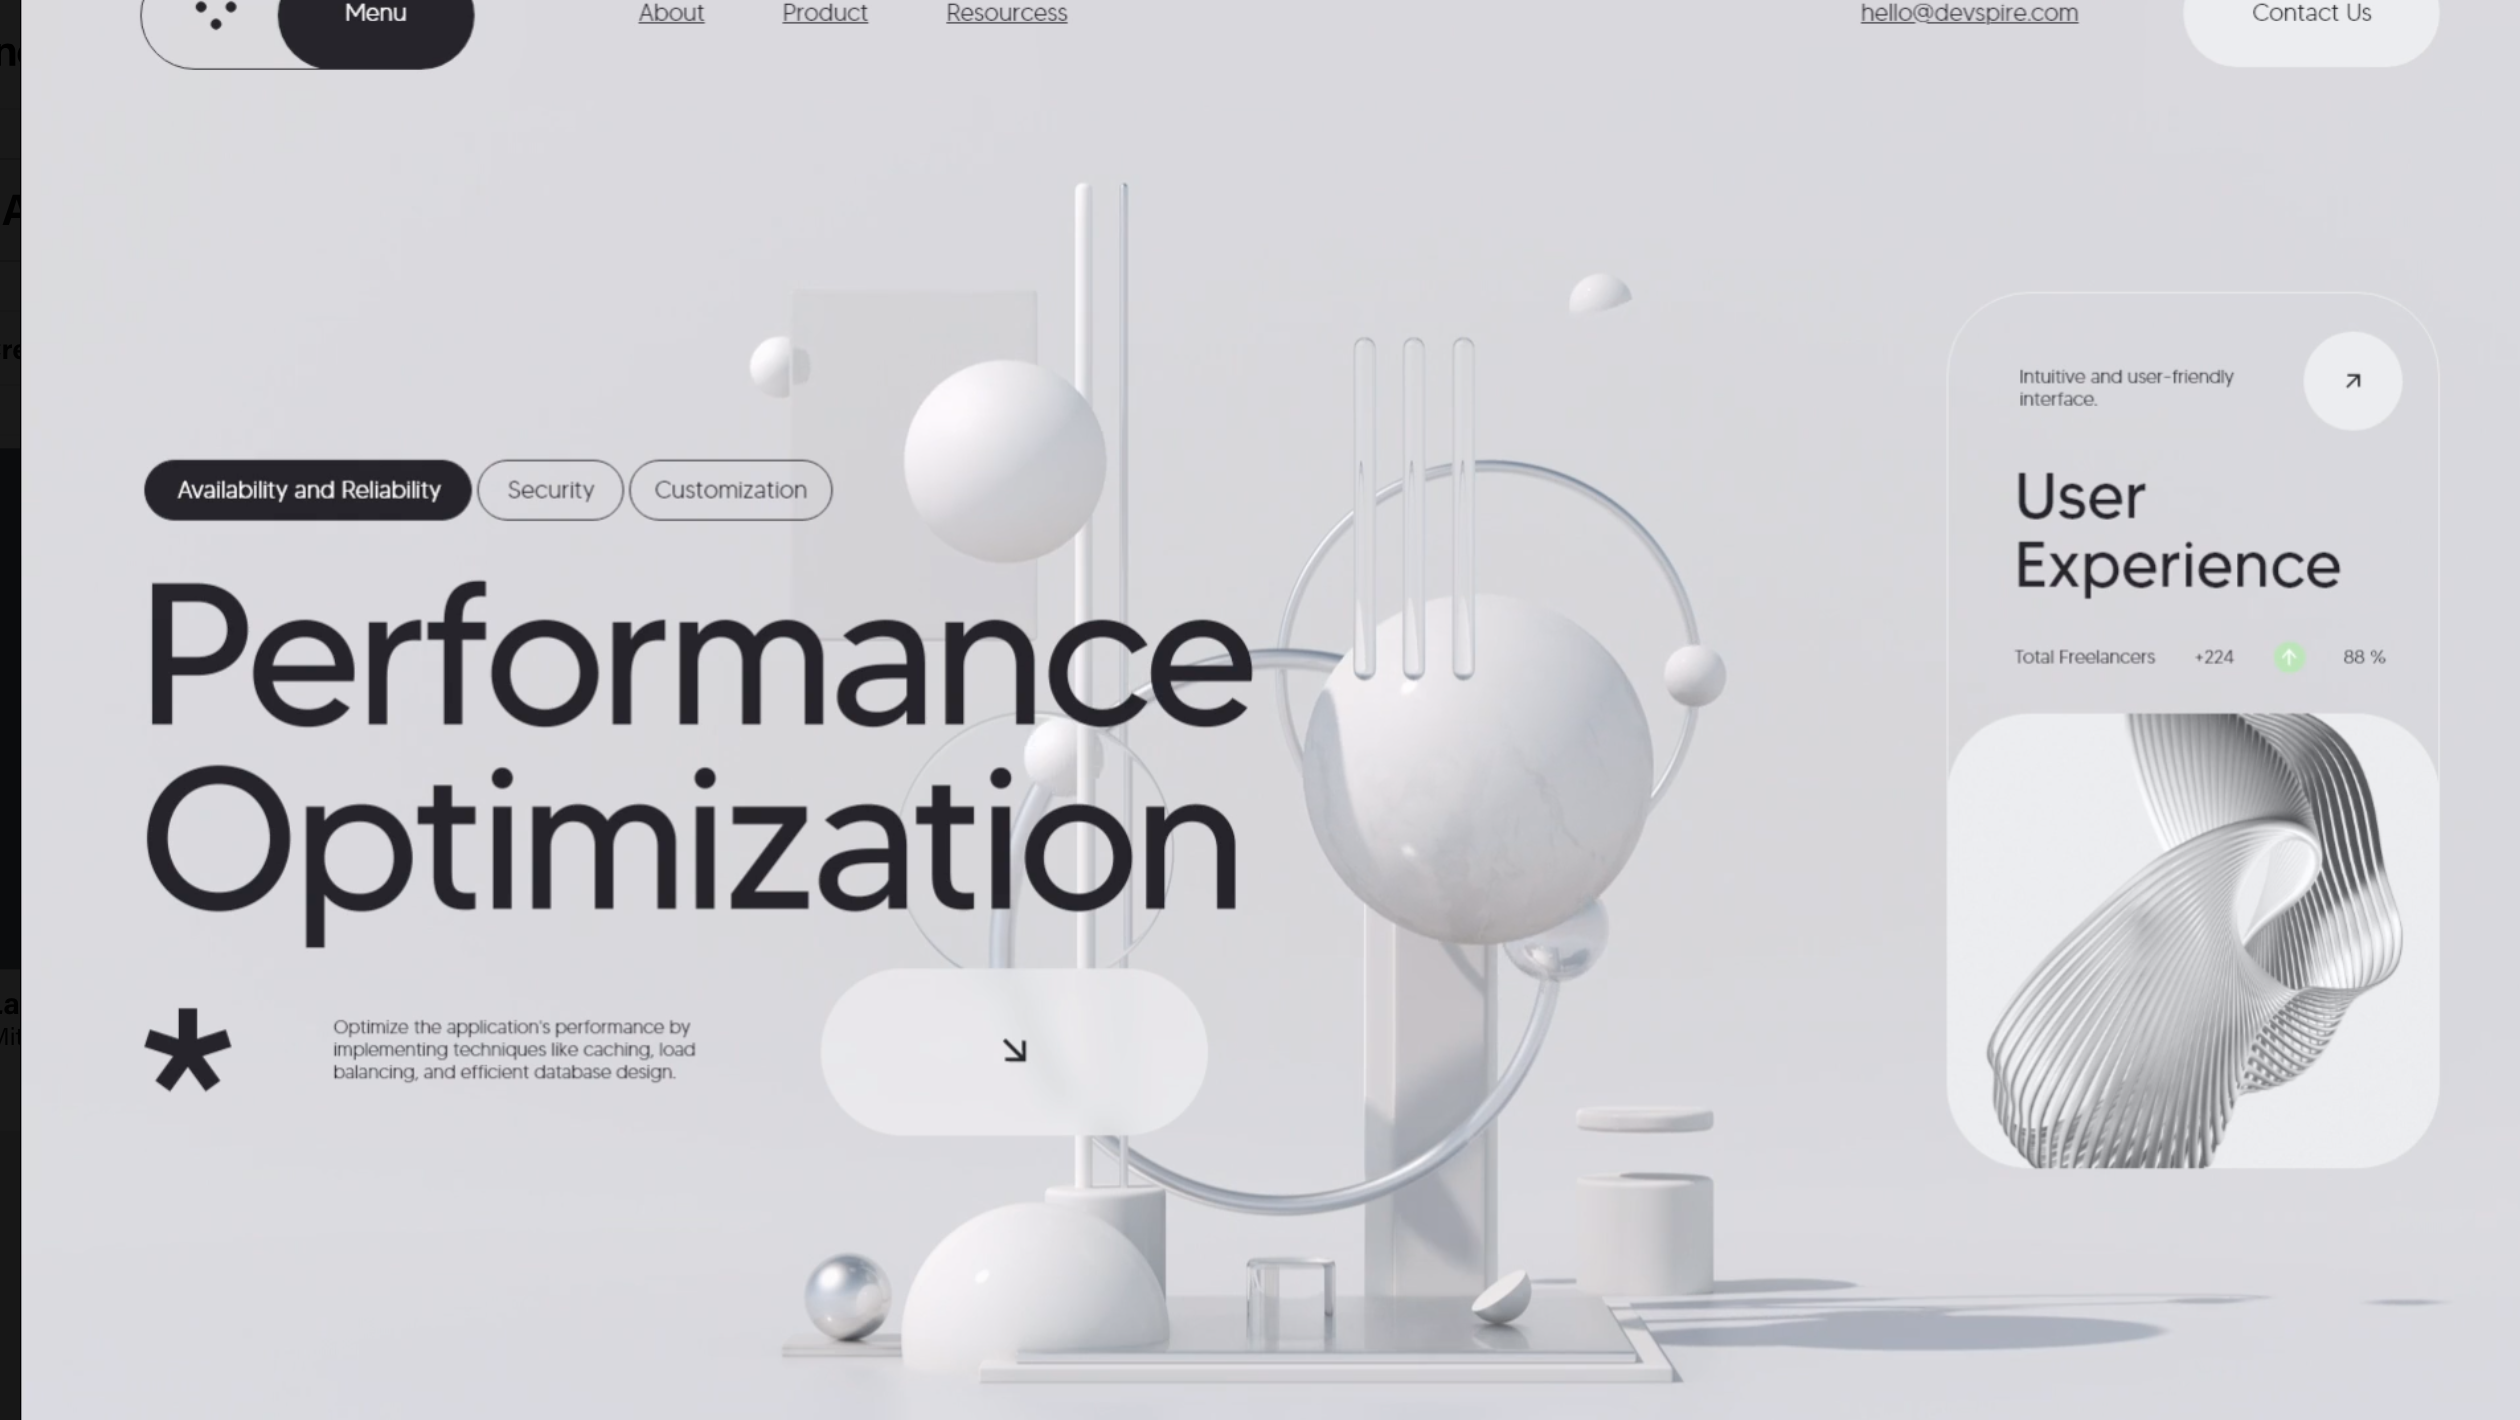 Menu
About
Product
Resourcess
hello@devspire.com
Contact Us
Availability and Reliability
Security
Customization
Performance
Optimization
Optimize the application's performance by
implementing techniques like caching, load
balancing, and efficient database design.
Intuitive and user-friendly
interface.
User
Experience
Total Freelancers +224 88 %